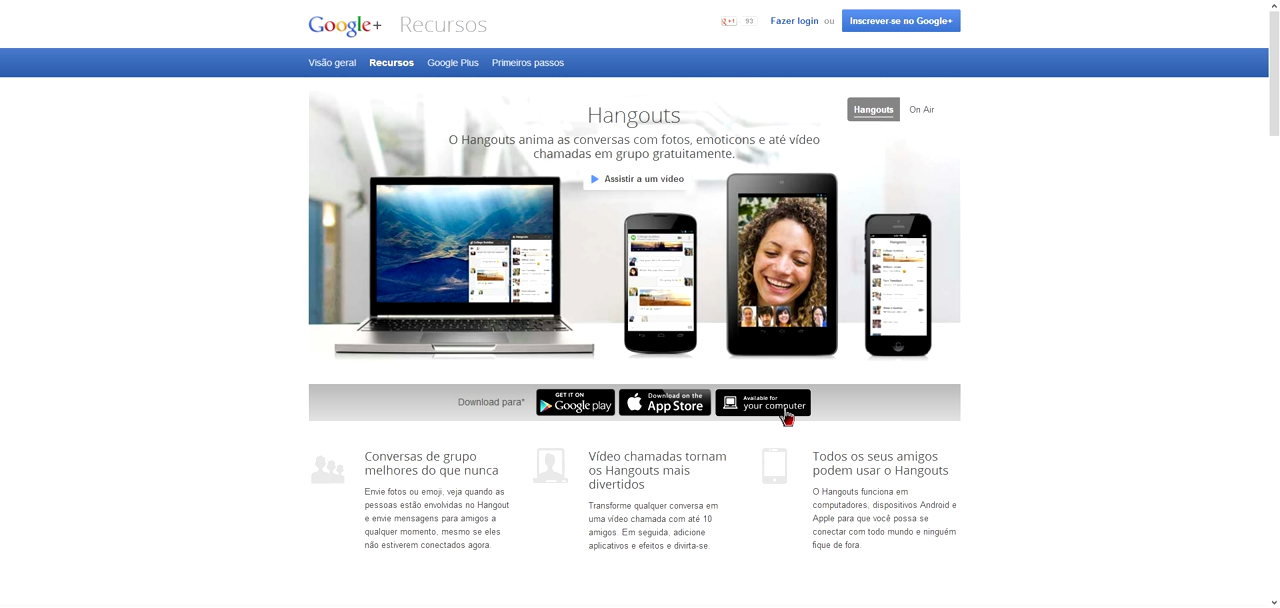 Google+ Recursos
g+1 93 Fazer login ou Inscrever-se no Google+
Visão geral Recursos Google Plus Primeiros passos
Hangouts
Hangouts On Air
O Hangouts anima as conversas com fotos, emoticons e até vídeo
chamadas em grupo gratuitamente.
Assistir a um vídeo
Download para*
GET IT ON
Google play
Download on the
App Store
Available for
your computer
Conversas de grupo
melhores do que nunca
Envie fotos ou emoji, veja quando as
pessoas estão envolvidas no Hangout
e envie mensagens para amigos a
qualquer momento, mesmo se eles
não estiverem conectados agora.
Vídeo chamadas tornam
os Hangouts mais
divertidos
Transforme qualquer conversa em
uma vídeo chamada com até 10
amigos. Em seguida, adicione
aplicativos e efeitos e divirta-se.
Todos os seus amigos
podem usar o Hangouts
O Hangouts funciona em
computadores, dispositivos Android e
Apple para que você possa se
conectar com todo mundo e ninguém
fique de fora.